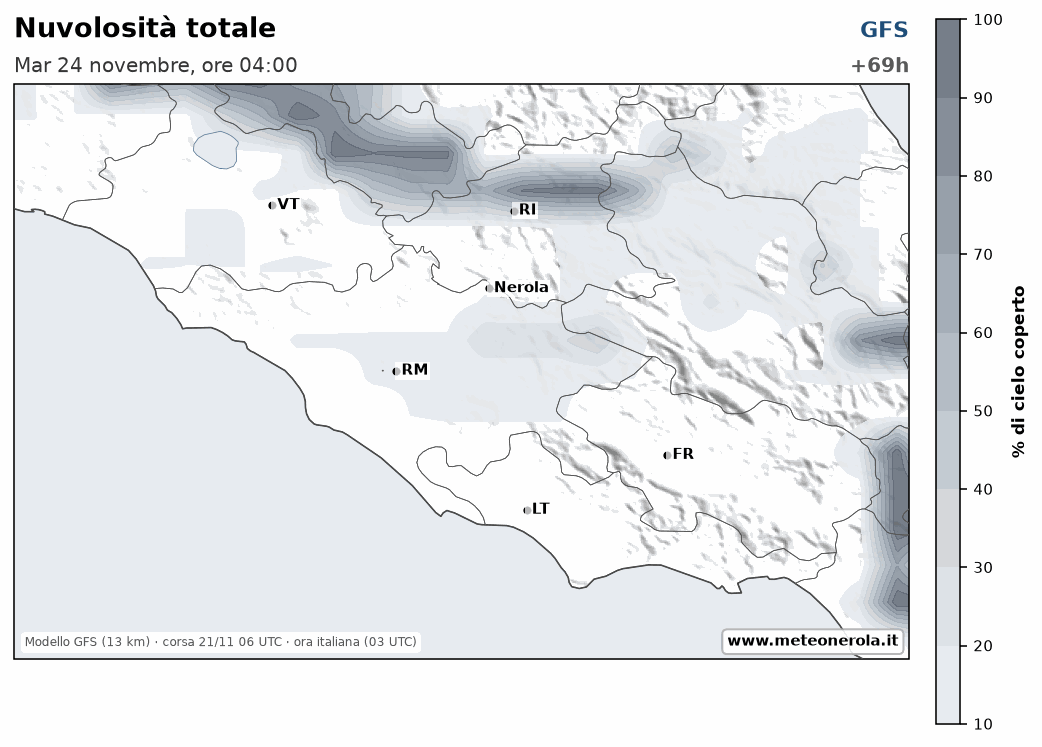 Nuvolosità totale
GFS
Mar 24 novembre, ore 04:00
+69h
100
90
80
70
60
50
40
30
20
10
% di cielo coperto
VT
RI
Nerola
RM
FR
LT
Modello GFS (13 km) · corsa 21/11 06 UTC · ora italiana (03 UTC)
www.meteonerola.it